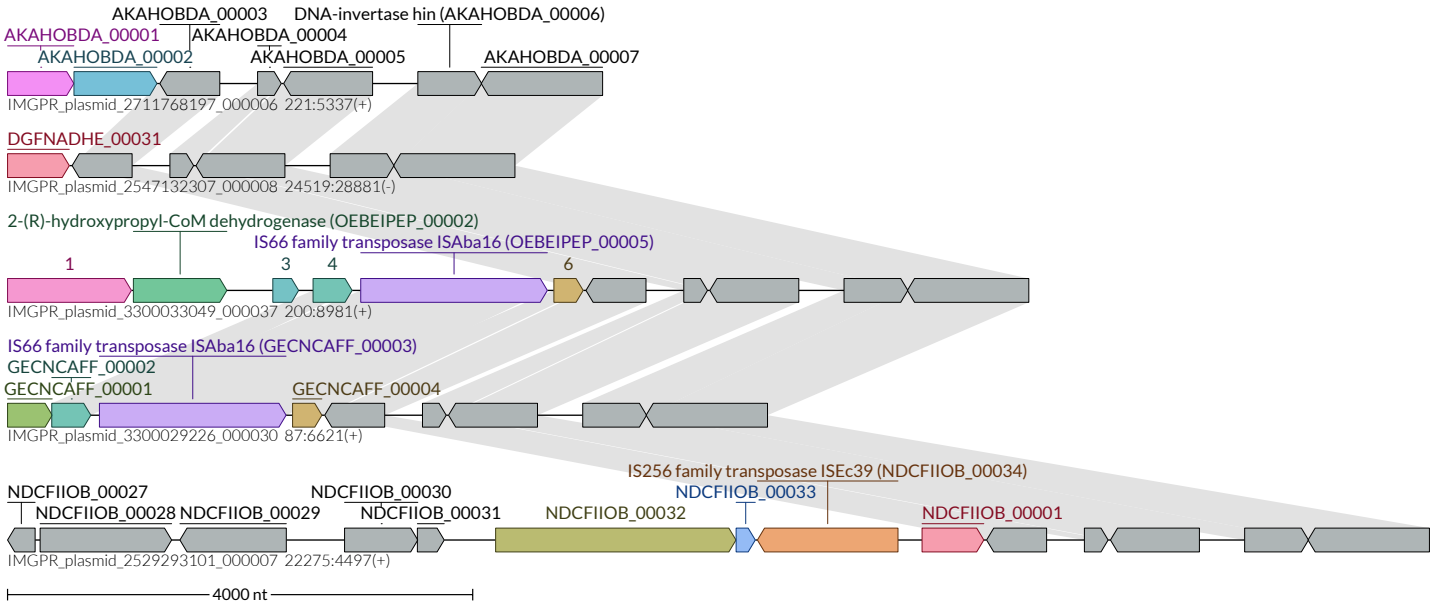 AKAHOBDA_00003 DNA-invertase hin (AKAHOBDA_00006)
AKAHOBDA_00001 AKAHOBDA_00004
AKAHOBDA_00002 AKAHOBDA_00005 AKAHOBDA_00007
IMGPR_plasmid_2711768197_000006 221:5337(+)
DGFNADHE_00031
IMGPR_plasmid_2547132307_000008 24519:28881(-)
2-(R)-hydroxypropyl-CoM dehydrogenase (OEBEIPEP_00002)
IS66 family transposase ISAba16 (OEBEIPEP_00005)
1 3 4 6
IMGPR_plasmid_3300033049_000037 200:8981(+)
IS66 family transposase ISAba16 (GECNCAFF_00003)
GECNCAFF_00002
GECNCAFF_00001 GECNCAFF_00004
IMGPR_plasmid_3300029226_000030 87:6621(+)
IS256 family transposase ISEc39 (NDCFIIOB_00034)
NDCFIIOB_00027 NDCFIIOB_00030 NDCFIIOB_00033
NDCFIIOB_00028 NDCFIIOB_00029 NDCFIIOB_00031 NDCFIIOB_00032 NDCFIIOB_00001
IMGPR_plasmid_2529293101_000007 22275:4497(+)
4000 nt